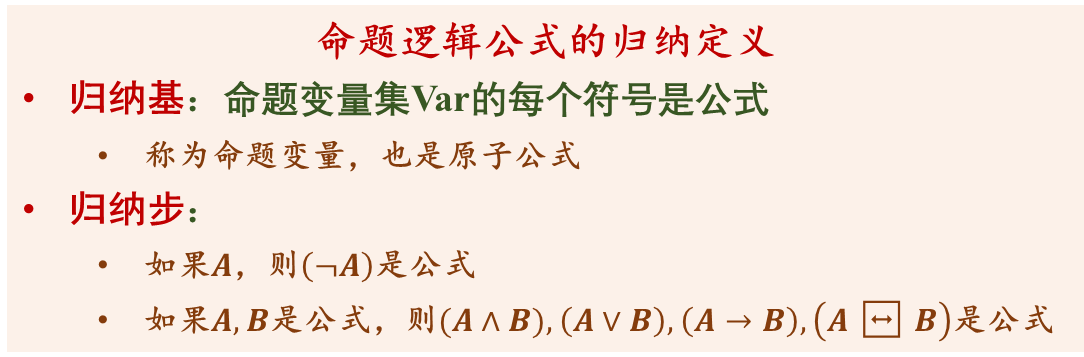 命题逻辑公式的归纳定义
• 归纳基：命题变量集Var的每个符号是公式
• 称为命题变量，也是原子公式
• 归纳步：
• 如果A，则(¬A)是公式
• 如果A, B是公式，则(A ∧ B), (A ∨ B), (A → B), (A ↔ B)是公式